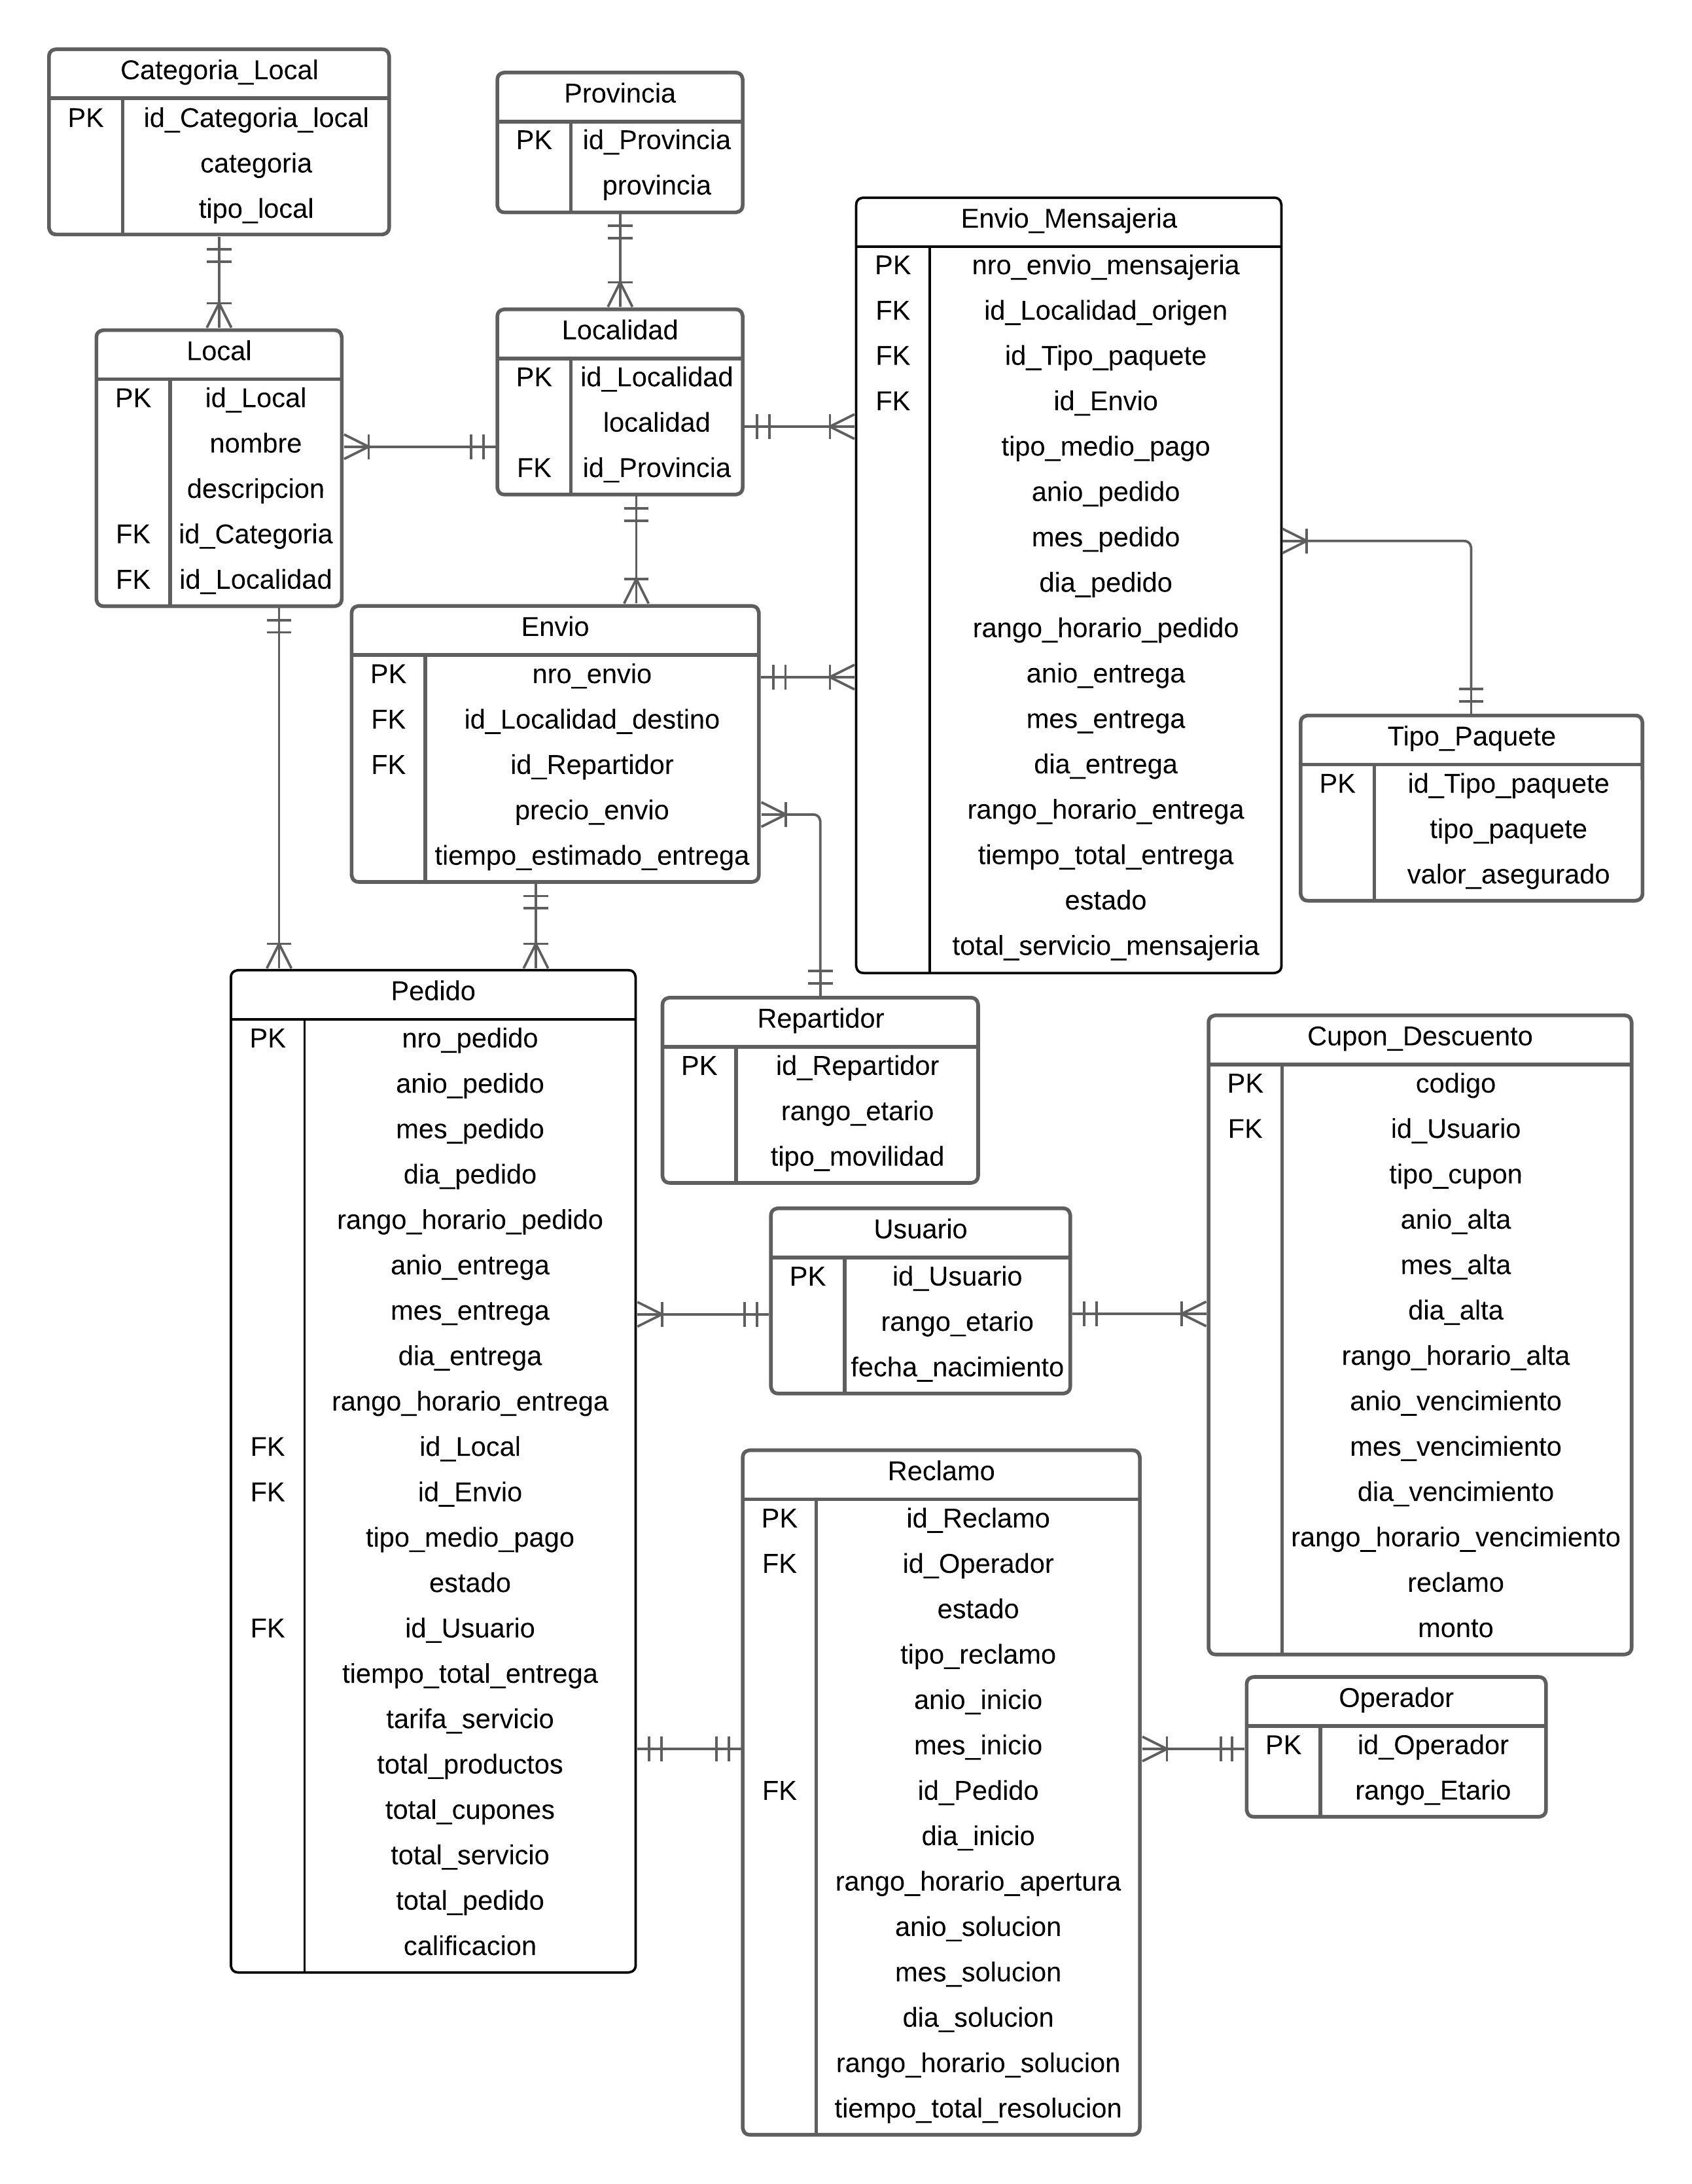 Categoria_Local
PK id_Categoria_local
categoria
tipo_local
Provincia
PK id_Provincia
provincia
Envio_Mensajeria
PK nro_envio_mensajeria
FK id_Localidad_origen
FK id_Tipo_paquete
FK id_Envio
tipo_medio_pago
anio_pedido
mes_pedido
dia_pedido
rango_horario_pedido
anio_entrega
mes_entrega
dia_entrega
rango_horario_entrega
tiempo_total_entrega
estado
total_servicio_mensajeria
Local
PK id_Local
nombre
descripcion
FK id_Categoria
FK id_Localidad
Localidad
PK id_Localidad
localidad
FK id_Provincia
Envio
PK nro_envio
FK id_Localidad_destino
FK id_Repartidor
precio_envio
tiempo_estimado_entrega
Tipo_Paquete
PK id_Tipo_paquete
tipo_paquete
valor_asegurado
Pedido
PK nro_pedido
anio_pedido
mes_pedido
dia_pedido
rango_horario_pedido
anio_entrega
mes_entrega
dia_entrega
rango_horario_entrega
FK id_Local
FK id_Envio
tipo_medio_pago
estado
FK id_Usuario
tiempo_total_entrega
tarifa_servicio
total_productos
total_cupones
total_servicio
total_pedido
calificacion
Repartidor
PK id_Repartidor
rango_etario
tipo_movilidad
Usuario
PK id_Usuario
rango_etario
fecha_nacimiento
Cupon_Descuento
PK codigo
FK id_Usuario
tipo_cupon
anio_alta
mes_alta
dia_alta
rango_horario_alta
anio_vencimiento
mes_vencimiento
dia_vencimiento
rango_horario_vencimiento
reclamo
monto
Reclamo
PK id_Reclamo
FK id_Operador
estado
tipo_reclamo
anio_inicio
mes_inicio
FK id_Pedido
dia_inicio
rango_horario_apertura
anio_solucion
mes_solucion
dia_solucion
rango_horario_solucion
tiempo_total_resolucion
Operador
PK id_Operador
rango_Etario